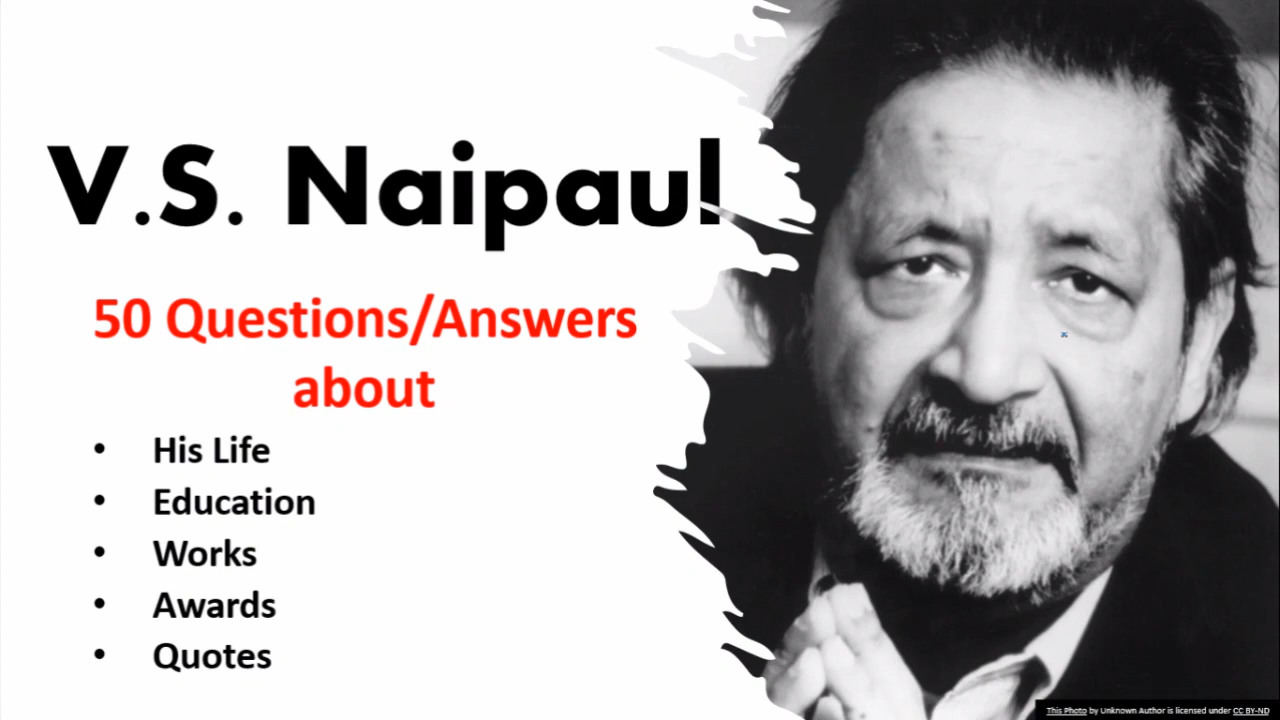 V.S. Naipaul
50 Questions/Answers
about
• His Life
• Education
• Works
• Awards
• Quotes
This Photo by Unknown Author is licensed under CC BY-ND